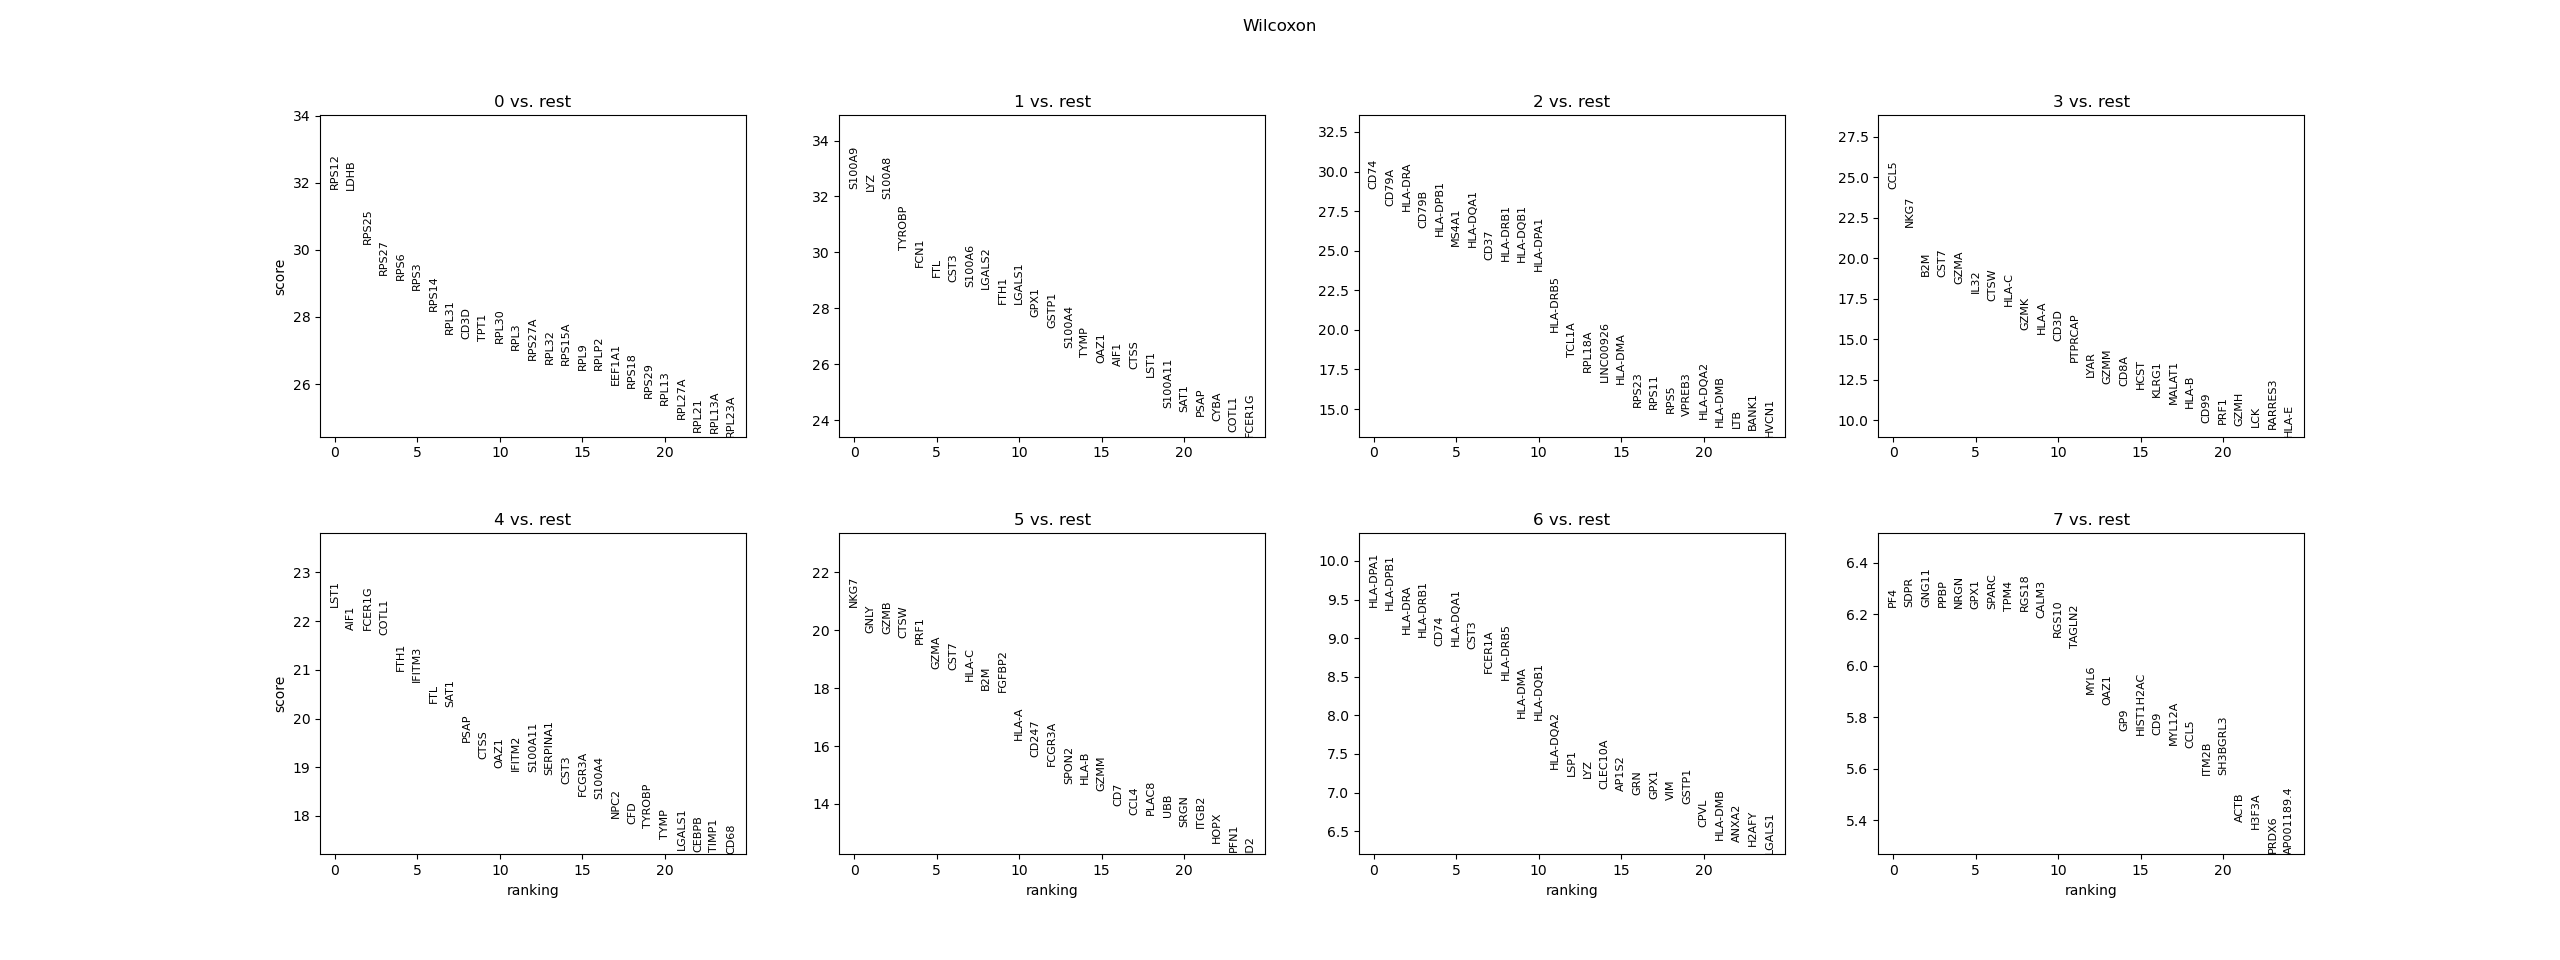 Wilcoxon
0 vs. rest
score
34
32
30
28
26
0 5 10 15 20
RPS12
LDHB
RPS25
RPS27
RPS6
RPS3
RPS14
RPL31
CD3D
TPT1
RPL30
RPL3
RPS27A
RPL32
RPS15A
RPL9
RPLP2
EEF1A1
RPS18
RPS29
RPL13
RPL27A
RPL21
RPL13A
RPL23A
1 vs. rest
34
32
30
28
26
24
0 5 10 15 20
S100A9
LYZ
S100A8
TYROBP
FCN1
FTL
CST3
S100A6
LGALS2
FTH1
LGALS1
GPX1
GSTP1
S100A4
TYMP
OAZ1
AIF1
CTSS
LST1
S100A11
SAT1
PSAP
CYBA
COTL1
FCER1G
2 vs. rest
32.5
30.0
27.5
25.0
22.5
20.0
17.5
15.0
0 5 10 15 20
CD74
CD79A
HLA-DRA
CD79B
HLA-DPB1
MS4A1
HLA-DQA1
CD37
HLA-DRB1
HLA-DQB1
HLA-DPA1
HLA-DRB5
TCL1A
RPL18A
LINC00926
HLA-DMA
RPS23
RPS11
RPS5
VPREB3
HLA-DQA2
HLA-DMB
LTB
BANK1
HVCN1
3 vs. rest
27.5
25.0
22.5
20.0
17.5
15.0
12.5
10.0
0 5 10 15 20
CCL5
NKG7
B2M
CST7
GZMA
IL32
CTSW
HLA-C
GZMK
HLA-A
CD3D
PTPRCAP
LYAR
GZMM
CD8A
HCST
KLRG1
MALAT1
HLA-B
CD99
PRF1
GZMH
LCK
RARRES3
HLA-E
4 vs. rest
score
23
22
21
20
19
18
0 5 10 15 20
ranking
LST1
AIF1
FCER1G
COTL1
FTH1
IFITM3
FTL
SAT1
PSAP
CTSS
OAZ1
IFITM2
S100A11
SERPINA1
CST3
FCGR3A
S100A4
NPC2
CFD
TYROBP
TYMP
LGALS1
CEBPB
TIMP1
CD68
5 vs. rest
22
20
18
16
14
0 5 10 15 20
ranking
NKG7
GNLY
GZMB
CTSW
PRF1
GZMA
CST7
HLA-C
B2M
FGFBP2
HLA-A
CD247
FCGR3A
SPON2
HLA-B
GZMM
CD7
CCL4
PLAC8
UBB
SRGN
ITGB2
HOPX
PFN1
D2
6 vs. rest
10.0
9.5
9.0
8.5
8.0
7.5
7.0
6.5
0 5 10 15 20
ranking
HLA-DPA1
HLA-DPB1
HLA-DRA
HLA-DRB1
CD74
HLA-DQA1
CST3
FCER1A
HLA-DRB5
HLA-DMA
HLA-DQB1
HLA-DQA2
LSP1
LYZ
CLEC10A
AP1S2
GRN
GPX1
VIM
GSTP1
CPVL
HLA-DMB
ANXA2
H2AFY
LGALS1
7 vs. rest
6.4
6.2
6.0
5.8
5.6
5.4
0 5 10 15 20
ranking
PF4
SDPR
GNG11
PPBP
NRGN
GPX1
SPARC
TPM4
RGS18
CALM3
RGS10
TAGLN2
MYL6
OAZ1
GP9
HIST1H2AC
CD9
MYL12A
CCL5
ITM2B
SH3BGRL3
ACTB
H3F3A
PRDX6
AP001189.4